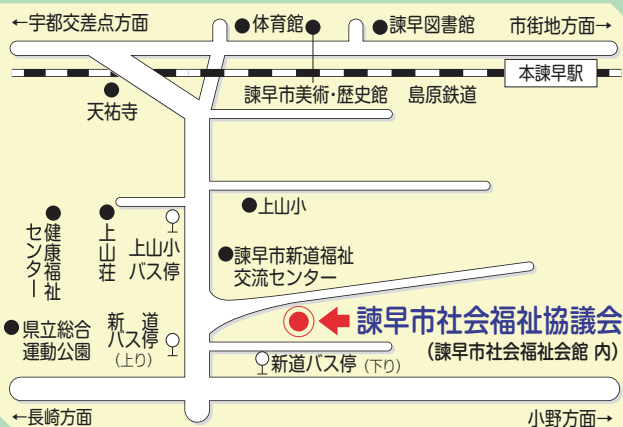 ←宇都交差点方面
体育館
諫早図書館
市街地方面→
本諫早駅
天祐寺
諫早市美術・歴史館
島原鉄道
上山小
健康福祉
センター
上山荘
上山小
バス停
諫早市新道福祉
交流センター
県立総合
運動公園
新道
バス停
(上り)
諫早市社会福祉協議会
(諫早市社会福祉会館 内)
新道バス停 (下り)
←長崎方面
小野方面→